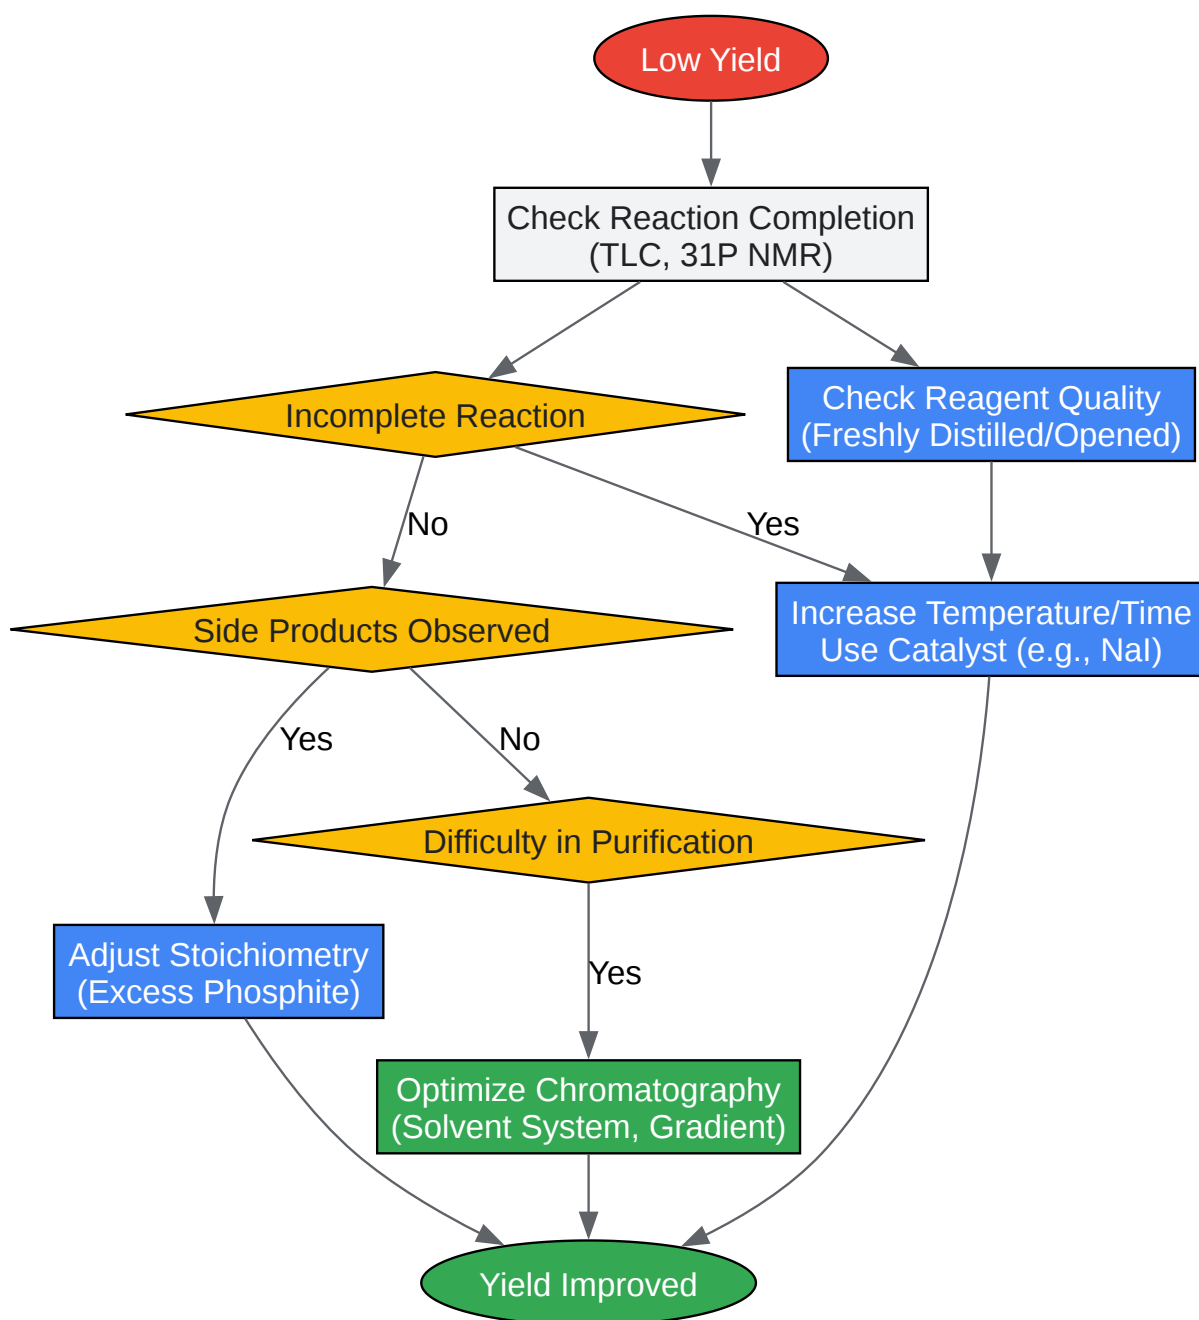 Low Yield
Check Reaction Completion
(TLC, 31P NMR)
Incomplete Reaction
Check Reagent Quality
(Freshly Distilled/Opened)
No
Yes
Side Products Observed
Increase Temperature/Time
Use Catalyst (e.g., NaI)
Yes
No
Difficulty in Purification
Adjust Stoichiometry
(Excess Phosphite)
Yes
Optimize Chromatography
(Solvent System, Gradient)
Yield Improved